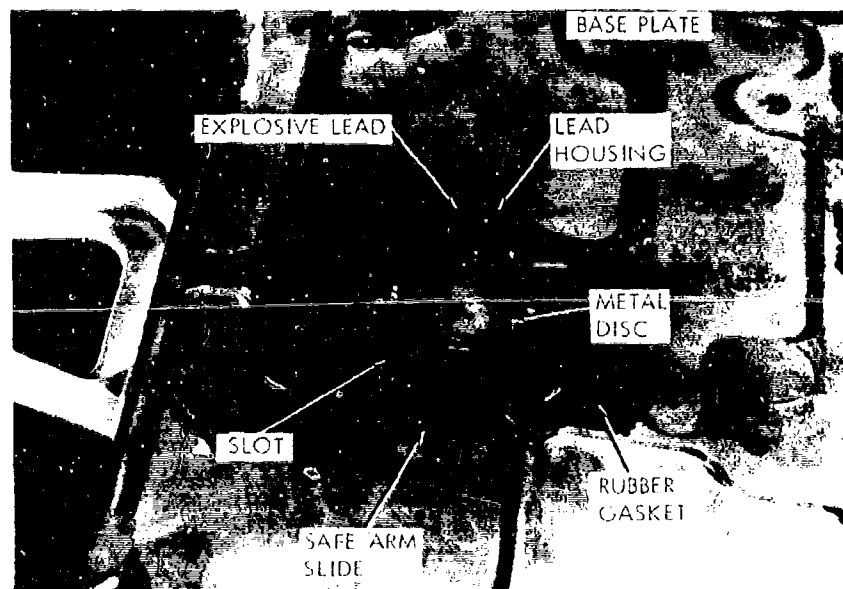 BASE PLATE
EXPLOSIVE LEAD
LEAD
HOUSING
METAL
DISC
SLOT
RUBBER
GASKET
SAFE ARM
SLIDE